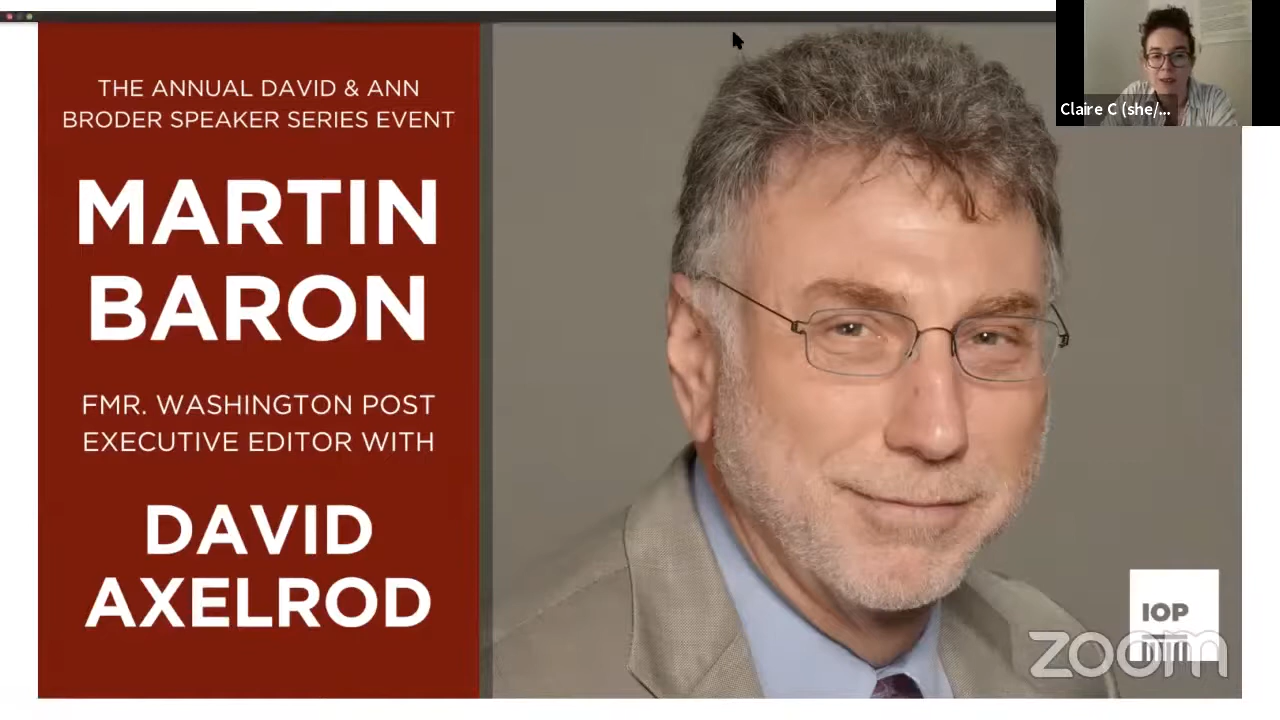 THE ANNUAL DAVID & ANN
BRODER SPEAKER SERIES EVENT
MARTIN
BARON
FMR. WASHINGTON POST
EXECUTIVE EDITOR WITH
DAVID
AXELROD
Claire C (she/...
IOP
zoom